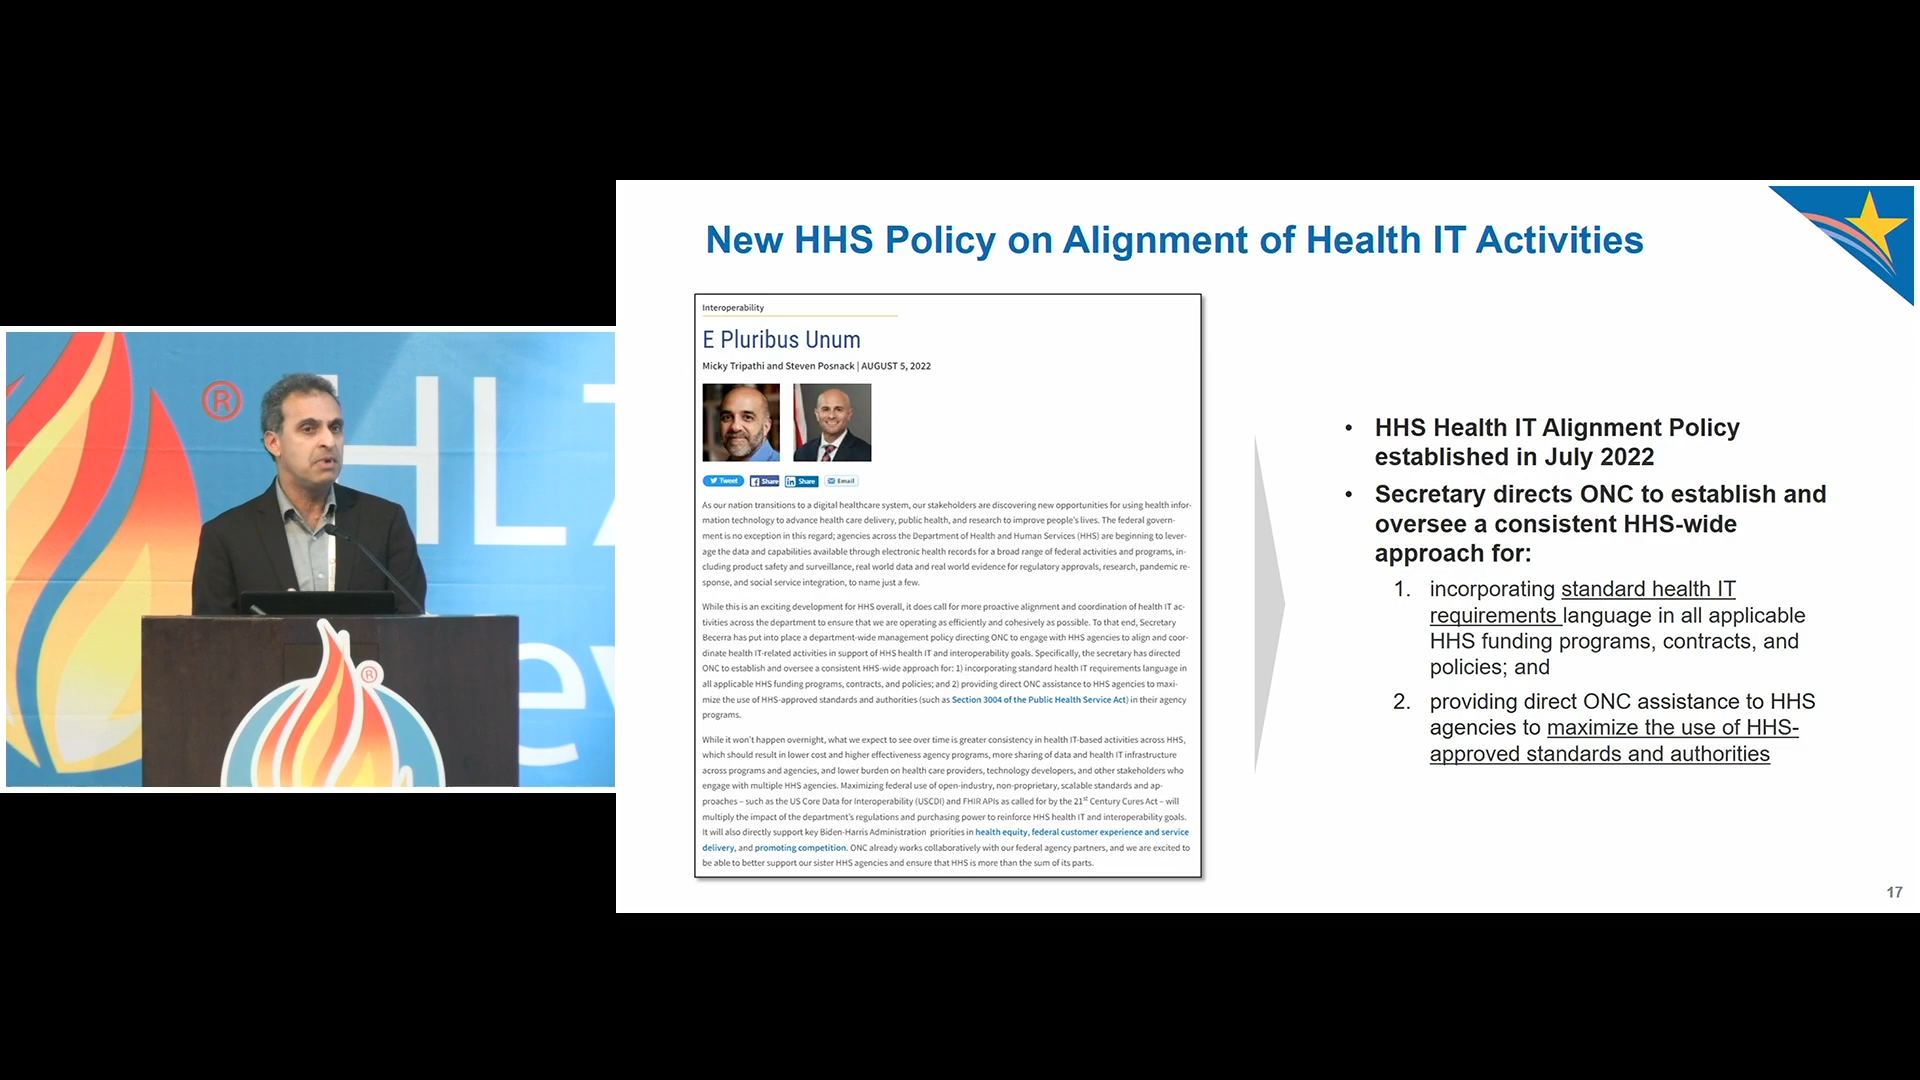 ®
HL7
®
ev
New HHS Policy on Alignment of Health IT Activities
Interoperability
E Pluribus Unum
Micky Tripathi and Steven Posnack | AUGUST 5, 2022
Tweet Share Share Email
As our nation transitions to a digital healthcare system, our stakeholders are discovering new opportunities for using health infor-
mation technology to advance health care delivery, public health, and research to improve people's lives. The federal govern-
ment is no exception in this regard; agencies across the Department of Health and Human Services (HHS) are beginning to lever-
age the data and capabilities available through electronic health records for a broad range of federal activities and programs, in-
cluding product safety and surveillance, real world data and real world evidence for regulatory approvals, research, pandemic re-
sponse, and social service integration, to name just a few.
While this is an exciting development for HHS overall, it does call for more proactive alignment and coordination of health IT ac-
tivities across the department to ensure that we are operating as efficiently and cohesively as possible. To that end, Secretary
Becerra has put into place a department-wide management policy directing ONC to engage with HHS agencies to align and coor-
dinate health IT-related activities in support of HHS health IT and interoperability goals. Specifically, the secretary has directed
ONC to establish and oversee a consistent HHS-wide approach for: 1) incorporating standard health IT requirements language in
all applicable HHS funding programs, contracts, and policies; and 2) providing direct ONC assistance to HHS agencies to maxi-
mize the use of HHS-approved standards and authorities (such as Section 3004 of the Public Health Service Act) in their agency
programs.
While it won't happen overnight, what we expect to see over time is greater consistency in health IT-based activities across HHS,
which should result in lower cost and higher effectiveness agency programs, more sharing of data and health IT infrastructure
across programs and agencies, and lower burden on health care providers, technology developers, and other stakeholders who
engage with multiple HHS agencies. Maximizing federal use of open-industry, non-proprietary, scalable standards and ap-
proaches – such as the US Core Data for Interoperability (USCDI) and FHIR APIs as called for by the 21st Century Cures Act – will
multiply the impact of the department's regulations and purchasing power to reinforce HHS health IT and interoperability goals.
It will also directly support key Biden-Harris Administration priorities in health equity, federal customer experience and service
delivery, and promoting competition. ONC already works collaboratively with our federal agency partners, and we are excited to
be able to better support our sister HHS agencies and ensure that HHS is more than the sum of its parts.
• HHS Health IT Alignment Policy
established in July 2022
• Secretary directs ONC to establish and
oversee a consistent HHS-wide
approach for:
1. incorporating standard health IT
requirements language in all applicable
HHS funding programs, contracts, and
policies; and
2. providing direct ONC assistance to HHS
agencies to maximize the use of HHS-
approved standards and authorities
17